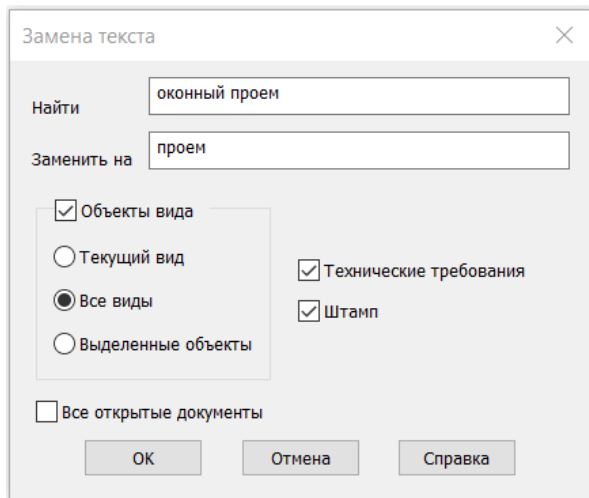 Замена текста
Найти
оконный проем
Заменить на
проем
Объекты вида
Текущий вид
Все виды
Выделенные объекты
Технические требования
Штамп
Все открытые документы
ОК
Отмена
Справка